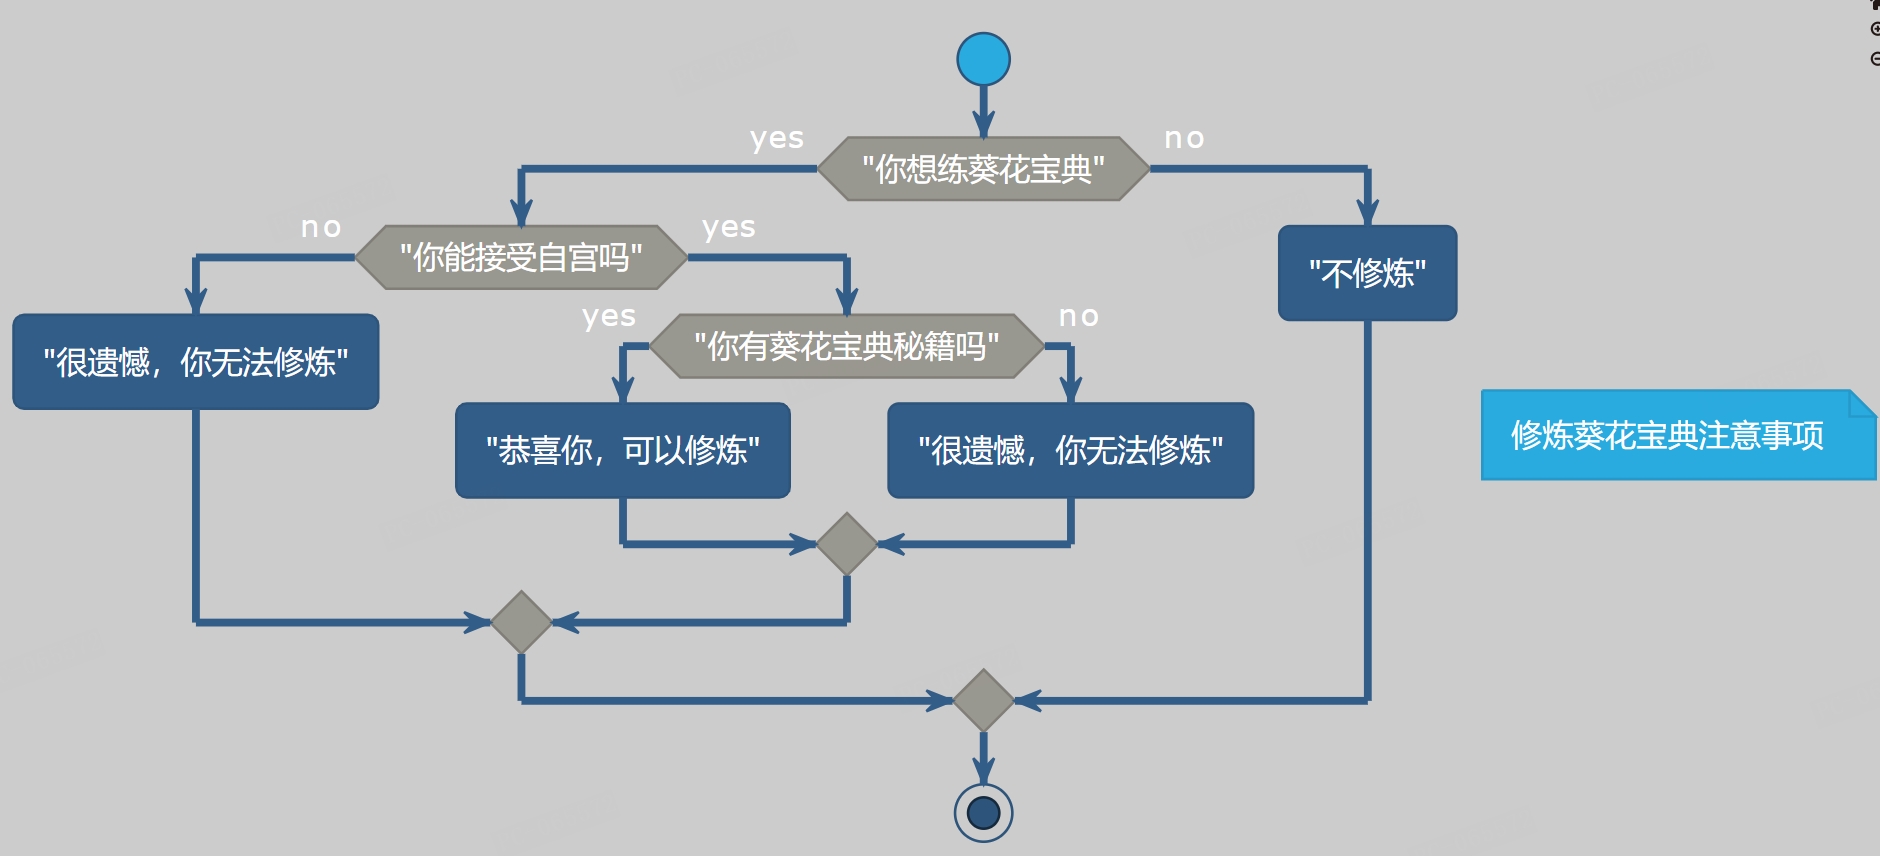 yes
"你想练葵花宝典"
no
no
"你能接受自宫吗"
yes
"不修炼"
yes
"你有葵花宝典秘籍吗"
no
"很遗憾，你无法修炼"
"恭喜你，可以修炼"
"很遗憾，你无法修炼"
修炼葵花宝典注意事项